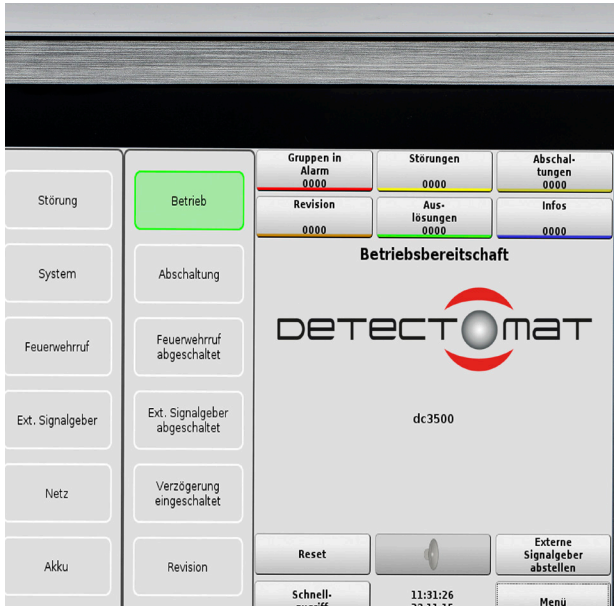 Störung
System
Feuerwehrruf
Ext. Signalgeber
Netz
Akku
Betrieb
Abschaltung
Feuerwehrruf
abgeschaltet
Ext. Signalgeber
abgeschaltet
Verzögerung
eingeschaltet
Revision
Gruppen in
Alarm
0000
Störungen
0000
Abschal-
tungen
0000
Revision
0000
Aus-
lösungen
0000
Infos
0000
Betriebsbereitschaft
DETECTOMAT
dc3500
Reset
Externe
Signalgeber
abstellen
Schnell-
11:31:26
Menü